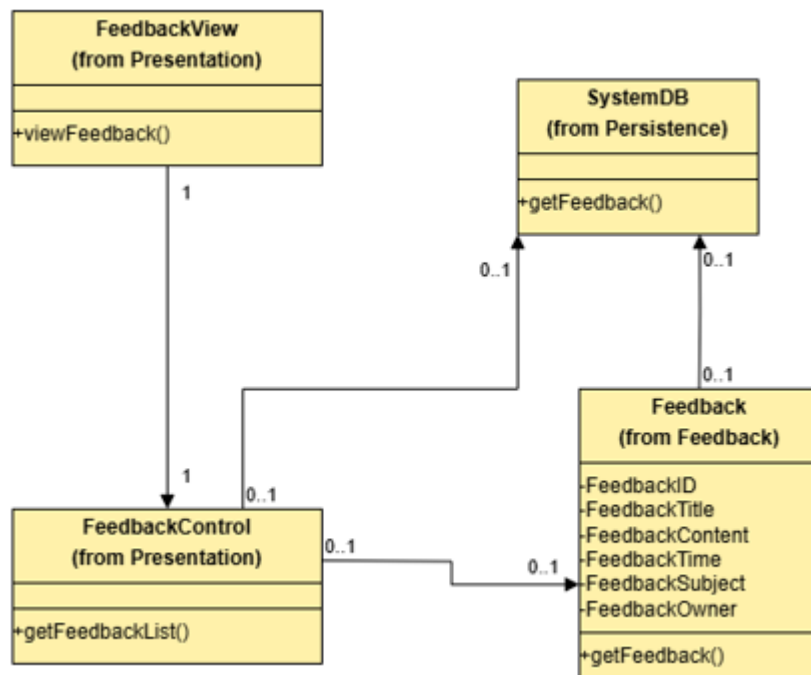 FeedbackView
(from Presentation)
+viewFeedback()
1
SystemDB
(from Persistence)
+getFeedback()
0..1
0..1
0..1
Feedback
(from Feedback)
-FeedbackID
-FeedbackTitle
-FeedbackContent
-FeedbackTime
-FeedbackSubject
-FeedbackOwner
+getFeedback()
1
0..1
FeedbackControl
(from Presentation)
+getFeedbackList()
0..1
0..1